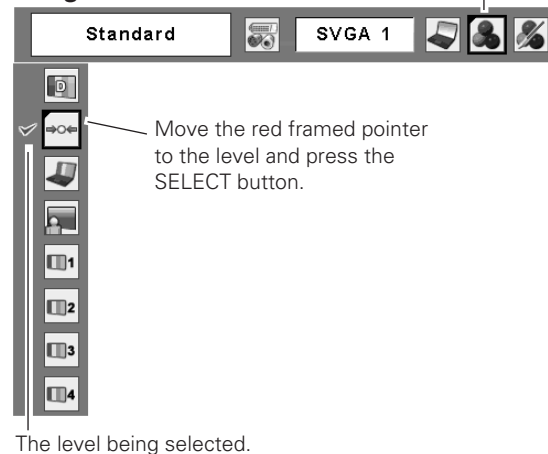 Standard
SVGA 1
D
Move the red framed pointer
to the level and press the
SELECT button.
1
2
3
4
The level being selected.